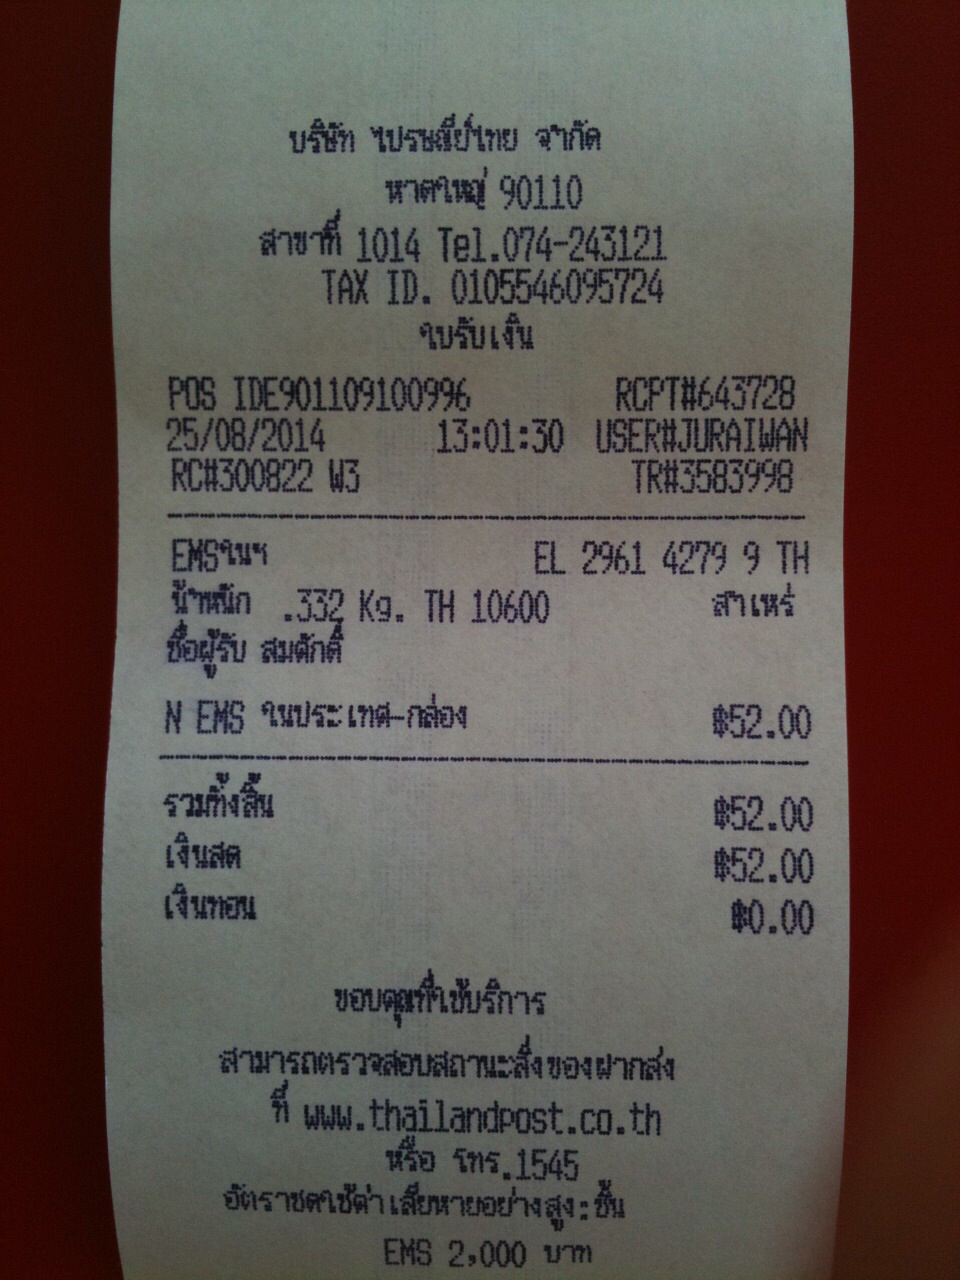 บริษัท ไปรษณีย์ไทย จำกัด
หาดใหญ่ 90110
สาขาที่ 1014 Tel.074-243121
TAX ID. 0105546095724
ใบรับเงิน
POS IDE901109100996 RCPT#643728
25/08/2014 13:01:30 USER#JURAIWAN
RC#300822 W3 TR#3583998
EMSในฯ EL 2961 4279 9 TH
น้ำหนัก .332 Kg. TH 10600 สำเหร่
ชื่อผู้รับ สมศักดิ์
N EMS ในประเทศ-กล่อง ฿52.00
รวมทั้งสิ้น ฿52.00
เงินสด ฿52.00
เงินทอน ฿0.00
ขอบคุณที่ใช้บริการ
สามารถตรวจสอบสถานะสิ่งของฝากส่ง
ที่ www.thailandpost.co.th
หรือ โทร.1545
อัตราชดใช้ค่าเสียหายอย่างสูง:ชิ้น
EMS 2,000 บาท